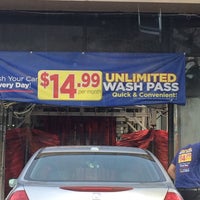 sh Your Car
very Day!
$14.99
per month
UNLIMITED
WASH PASS
Quick & Convenient!